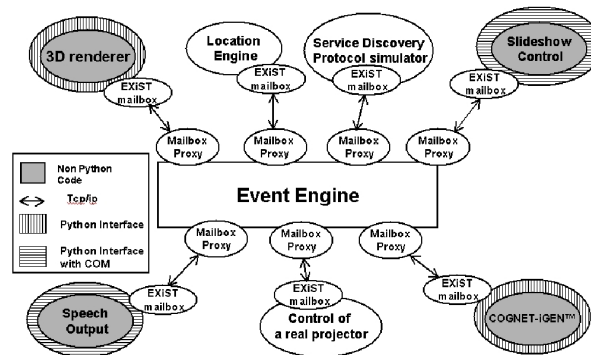 3D renderer
EXiST
mailbox
Location
Engine
EXiST
mailbox
Service Discovery
Protocol simulator
EXiST
mailbox
Slideshow
Control
EXiST
mailbox
Mailbox
Proxy
Mailbox
Proxy
Mailbox
Proxy
Mailbox
Proxy
Event Engine
Non Python
Code
Tcp/ip
Python Interface
Python Interface
with COM
Mailbox
Proxy
Mailbox
Proxy
Mailbox
Proxy
EXiST
mailbox
Speech
Output
EXiST
mailbox
Control of
a real projector
EXiST
mailbox
COGNET-iGEN™